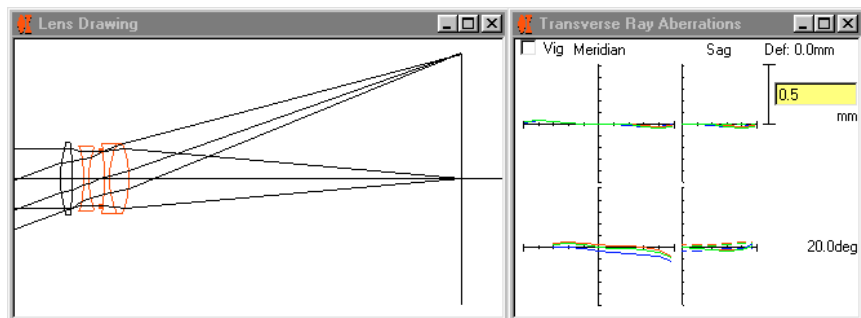 Lens Drawing
Transverse Ray Aberrations
Vig Meridian Sag Def: 0.0mm
0.5
mm
20.0deg